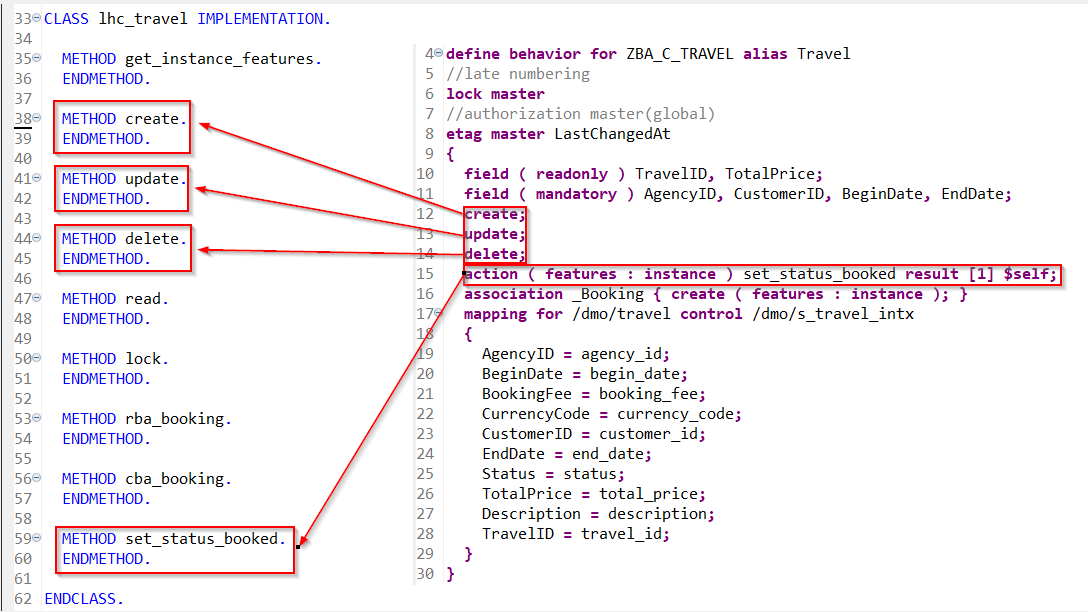 33 CLASS lhc_travel IMPLEMENTATION.
34
35 METHOD get_instance_features.
36 ENDMETHOD.
37
38 METHOD create.
39 ENDMETHOD.
40
41 METHOD update.
42 ENDMETHOD.
43
44 METHOD delete.
45 ENDMETHOD.
46
47 METHOD read.
48 ENDMETHOD.
49
50 METHOD lock.
51 ENDMETHOD.
52
53 METHOD rba_booking.
54 ENDMETHOD.
55
56 METHOD cba_booking.
57 ENDMETHOD.
58
59 METHOD set_status_booked.
60 ENDMETHOD.
61
62 ENDCLASS.
4 define behavior for ZBA_C_TRAVEL alias Travel
5 //late numbering
6 lock master
7 //authorization master(global)
8 etag master LastChangedAt
9 {
10 field ( readonly ) TravelID, TotalPrice;
11 field ( mandatory ) AgencyID, CustomerID, BeginDate, EndDate;
12 create;
13 update;
14 delete;
15 action ( features : instance ) set_status_booked result [1] $self;
16 association _Booking { create ( features : instance ); }
17 mapping for /dmo/travel control /dmo/s_travel_intx
18 {
19 AgencyID = agency_id;
20 BeginDate = begin_date;
21 BookingFee = booking_fee;
22 CurrencyCode = currency_code;
23 CustomerID = customer_id;
24 EndDate = end_date;
25 Status = status;
26 TotalPrice = total_price;
27 Description = description;
28 TravelID = travel_id;
29 }
30 }